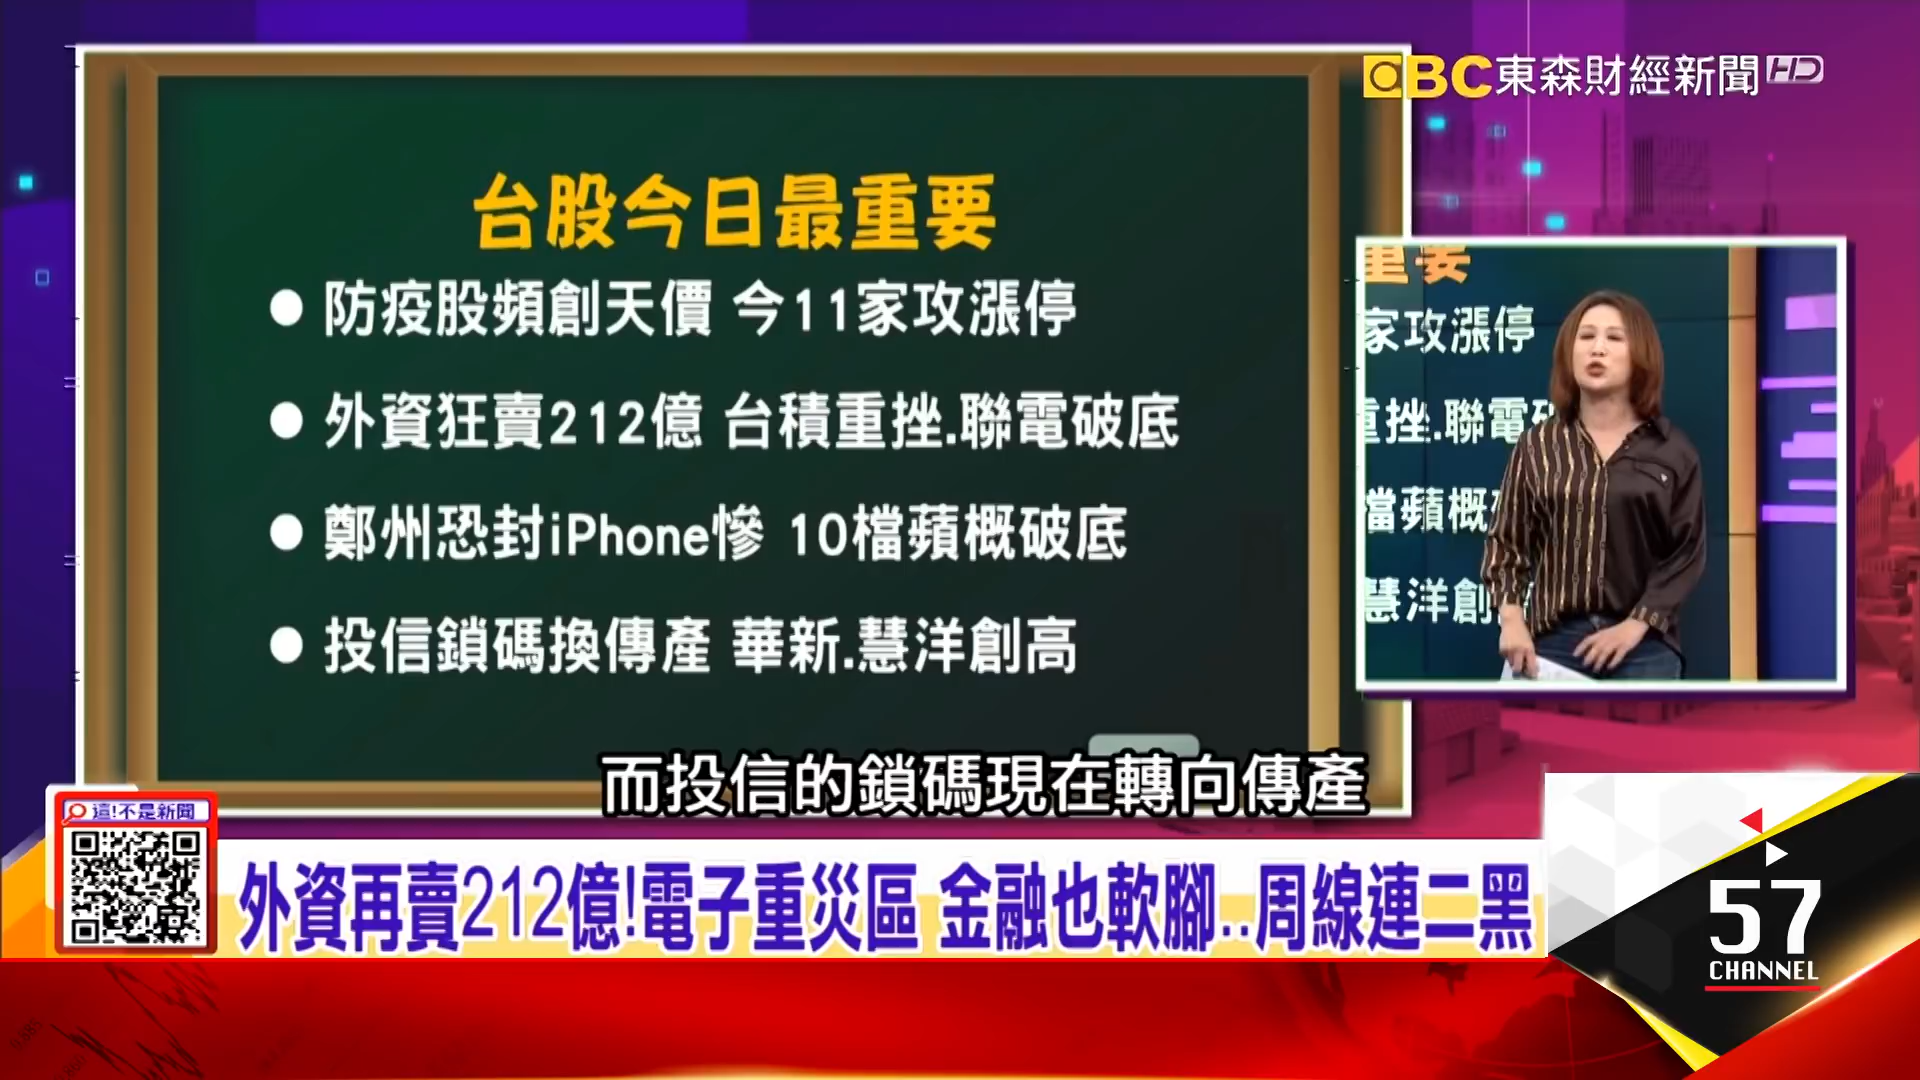 EBC東森財經新聞HD
台股今日最重要
● 防疫股頻創天價 今11家攻漲停
● 外資狂賣212億 台積重挫.聯電破底
● 鄭州恐封iPhone慘 10檔蘋概破底
● 投信鎖碼換傳產 華新.慧洋創高
重要
家攻漲停
重挫.聯電破
檔蘋概
慧洋創
而投信的鎖碼現在轉向傳產
這!不是新聞
外資再賣212億!電子重災區 金融也軟腳..周線連二黑
57
CHANNEL